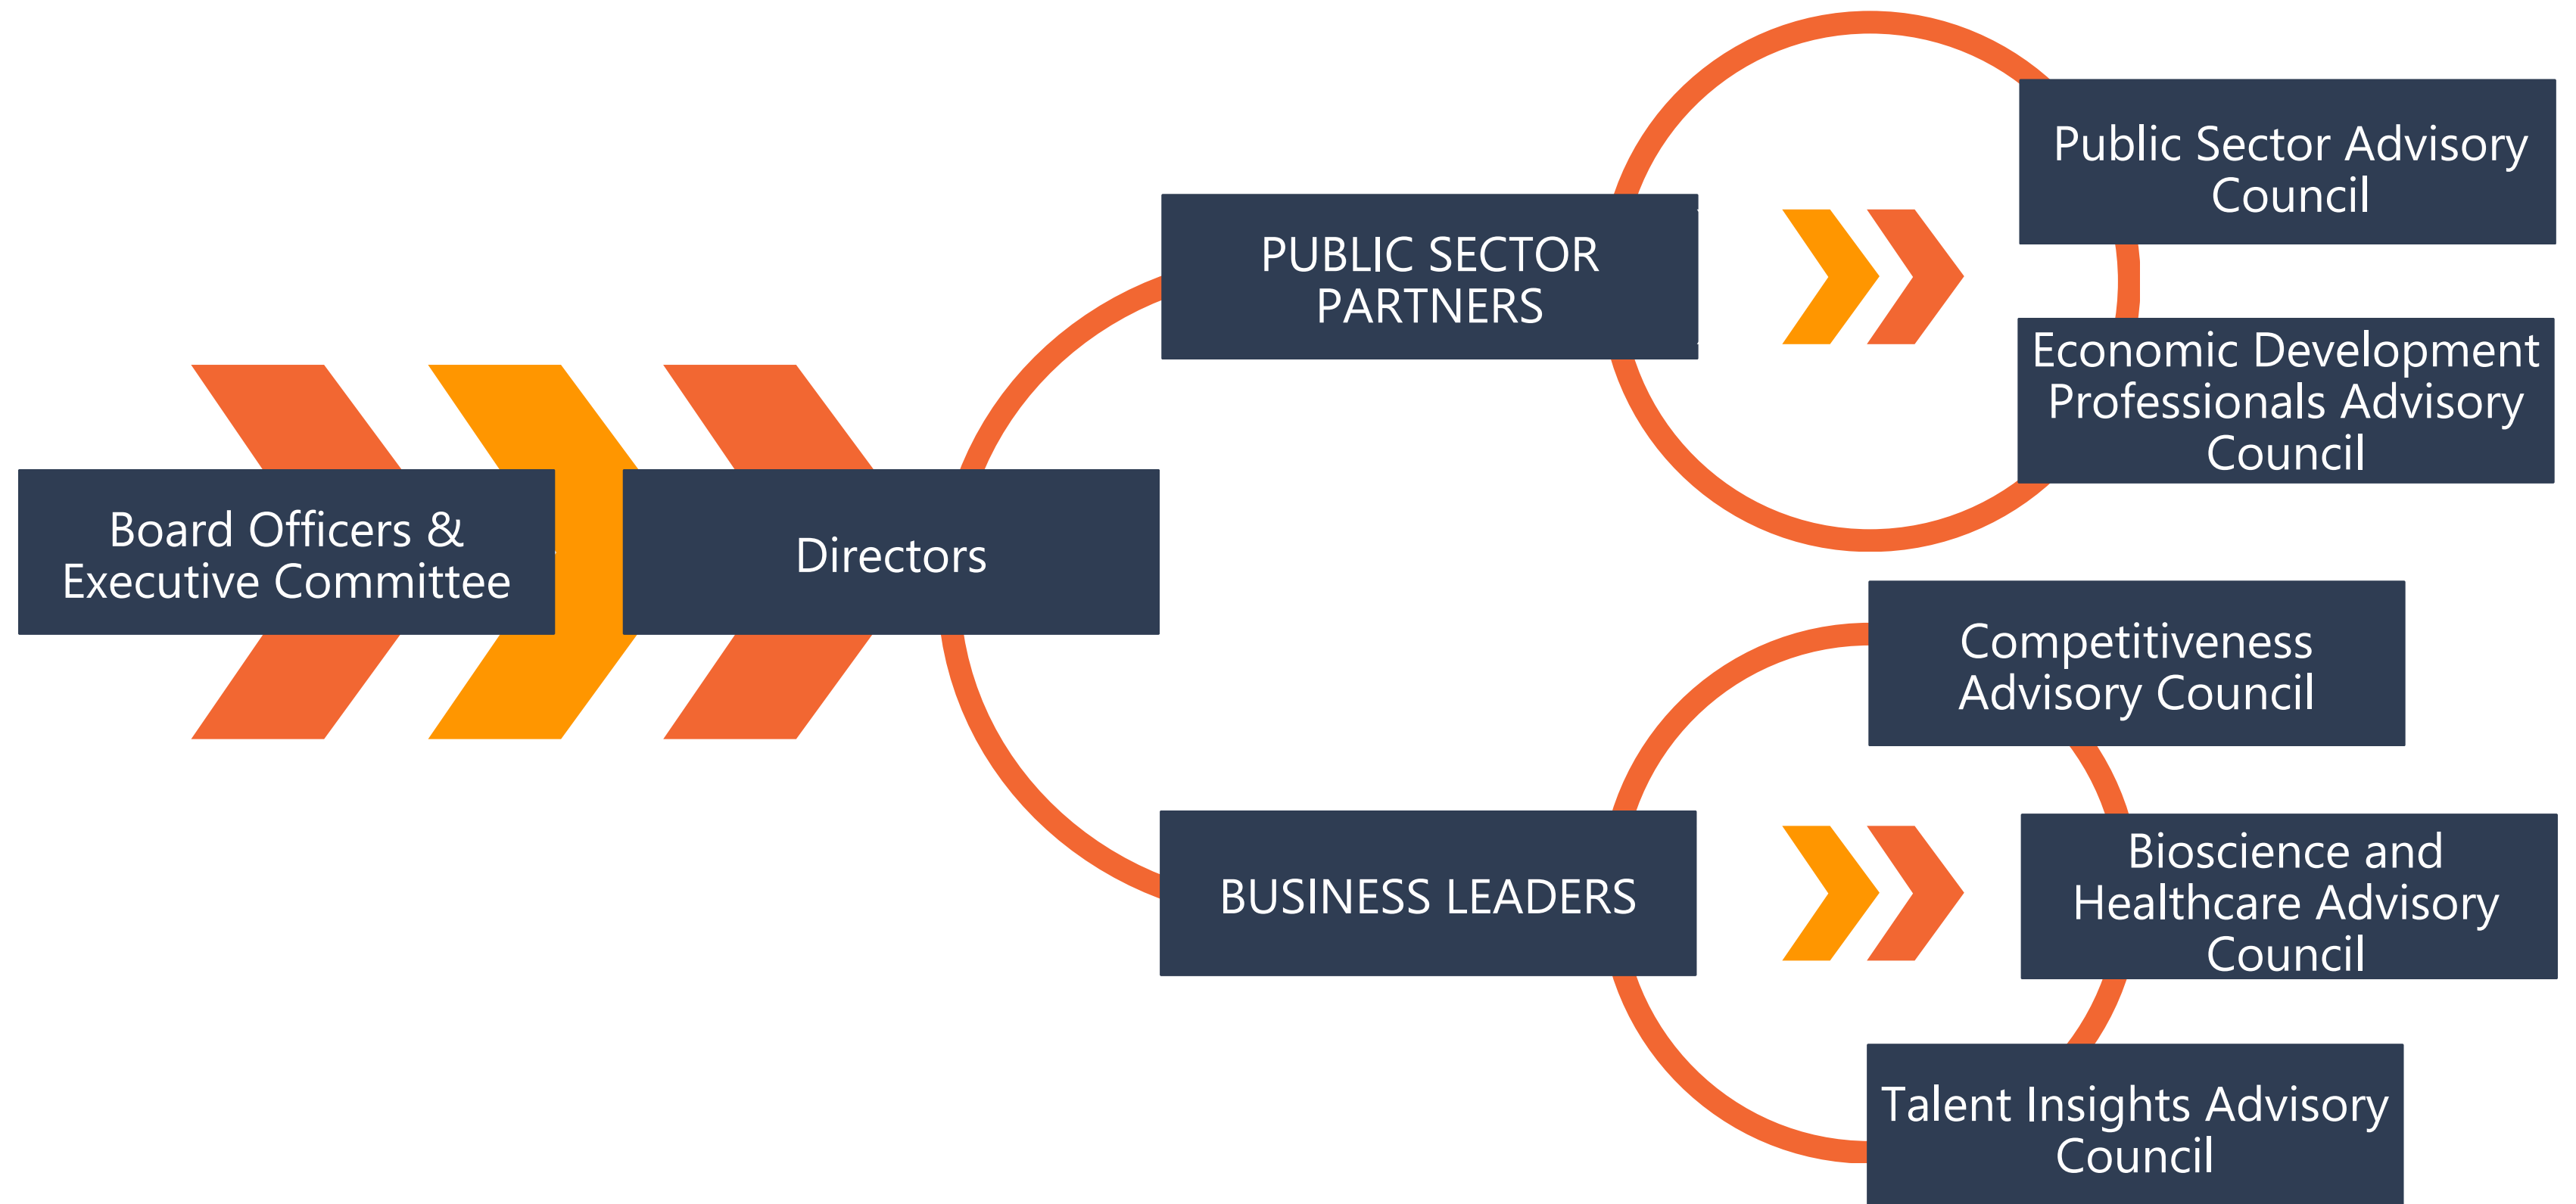 Board Officers &
Executive Committee
Directors
PUBLIC SECTOR
PARTNERS
Public Sector Advisory
Council
Economic Development
Professionals Advisory
Council
BUSINESS LEADERS
Competitiveness
Advisory Council
Bioscience and
Healthcare Advisory
Council
Talent Insights Advisory
Council